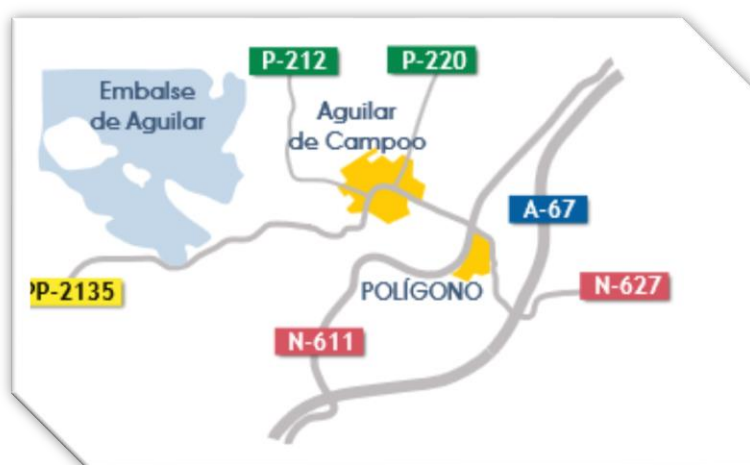 P-212
P-220
Embalse
de Aguilar
Aguilar
de Campoo
A-67
PP-2135
POLÍGONO
N-627
N-611